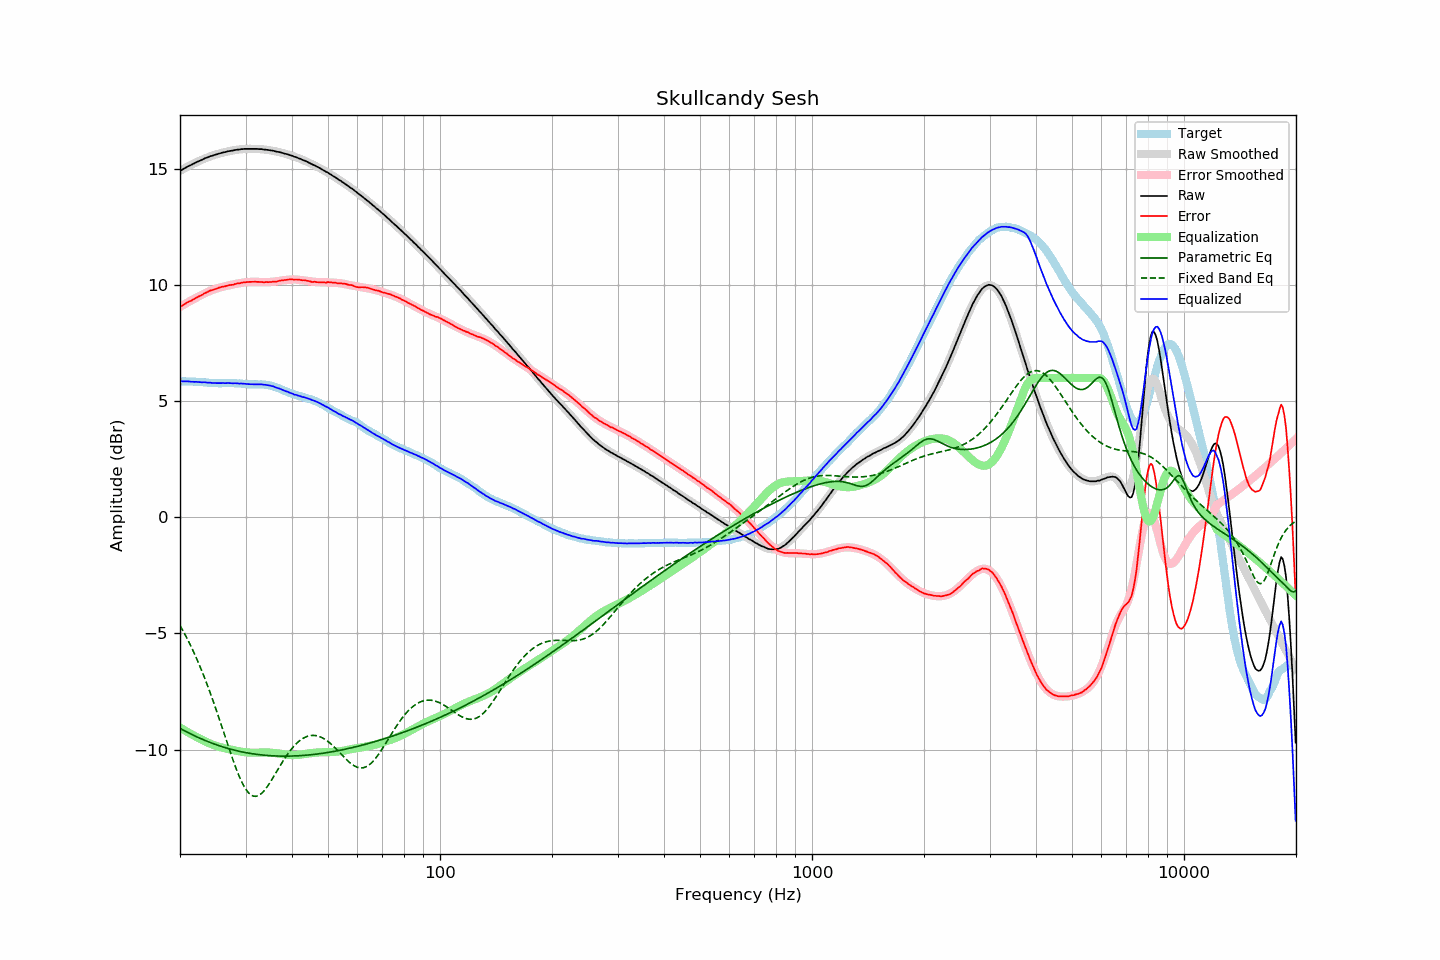 Skullcandy Sesh
Target
Raw Smoothed
Error Smoothed
Raw
Error
Equalization
Parametric Eq
Fixed Band Eq
Equalized
Amplitude (dBr)
15
10
5
0
−5
−10
100
1000
10000
Frequency (Hz)